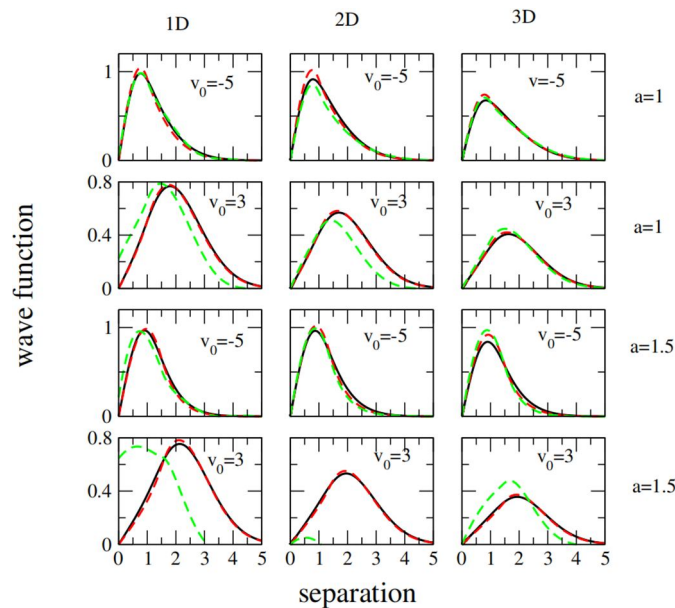 1D 2D 3D
1 v₀=-5 v₀=-5 v=-5 a=1
0
0.8 v₀=3 v₀=3 v₀=3 a=1
0.4
0
1 v₀=-5 v₀=-5 v₀=-5 a=1.5
0
0.8 v₀=3 v₀=3 v₀=3 a=1.5
0.4
0
0 1 2 3 4 5 0 1 2 3 4 5 0 1 2 3 4 5
wave function
separation